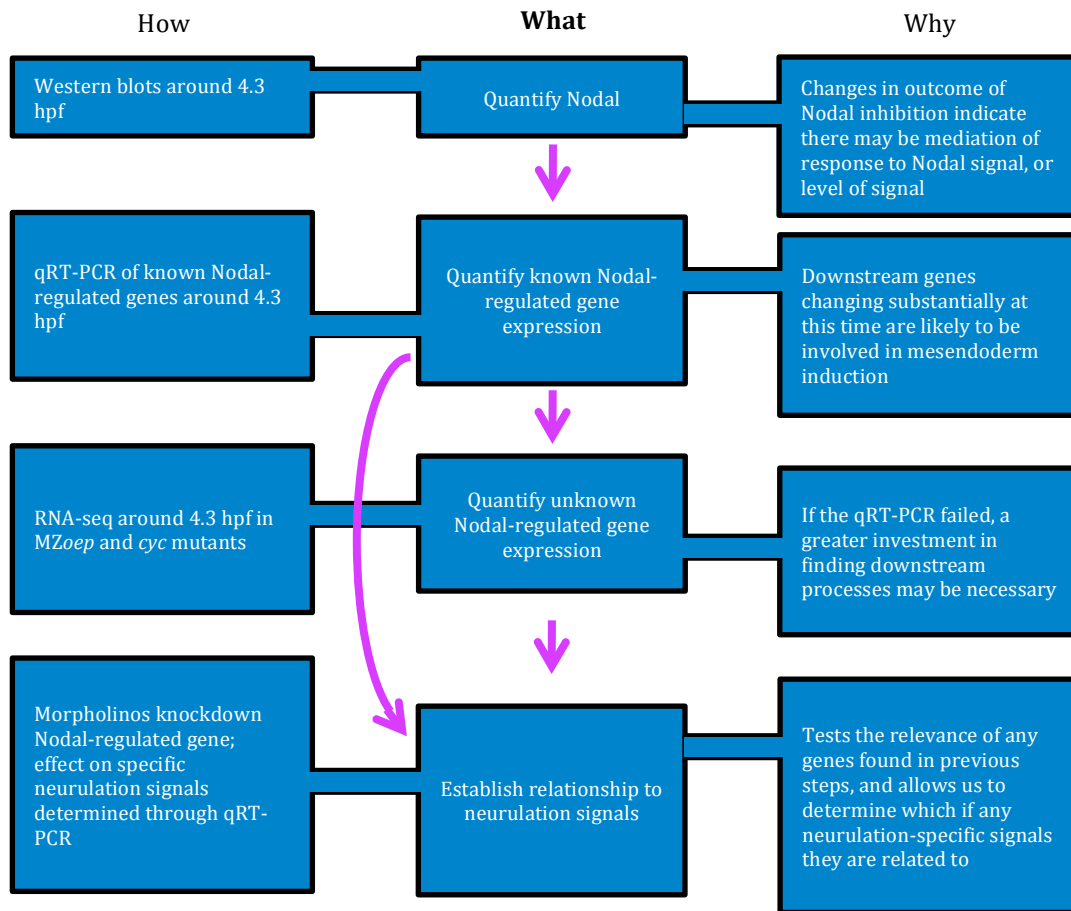 How
What
Why
Western blots around 4.3
hpf
Quantify Nodal
Changes in outcome of
Nodal inhibition indicate
there may be mediation of
response to Nodal signal, or
level of signal
qRT-PCR of known Nodal-
regulated genes around 4.3
hpf
Quantify known Nodal-
regulated gene
expression
Downstream genes
changing substantially at
this time are likely to be
involved in mesendoderm
induction
RNA-seq around 4.3 hpf in
MZoep and cyc mutants
Quantify unknown
Nodal-regulated gene
expression
If the qRT-PCR failed, a
greater investment in
finding downstream
processes may be necessary
Morpholinos knockdown
Nodal-regulated gene;
effect on specific
neurulation signals
determined through qRT-
PCR
Establish relationship to
neurulation signals
Tests the relevance of any
genes found in previous
steps, and allows us to
determine which if any
neurulation-specific signals
they are related to